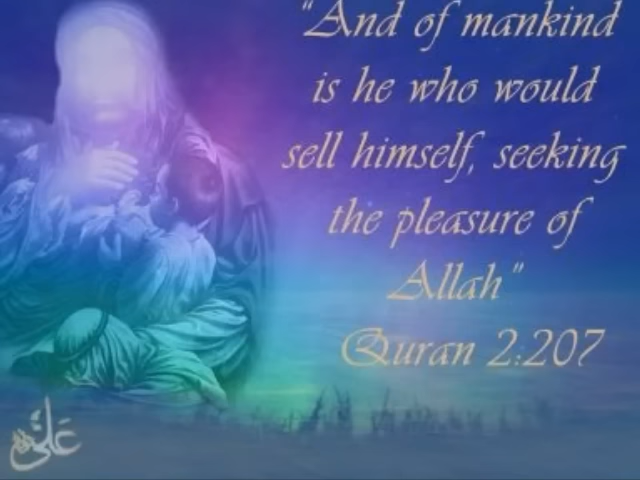 "And of mankind
is he who would
sell himself, seeking
the pleasure of
Allah"
Quran 2:207
علي